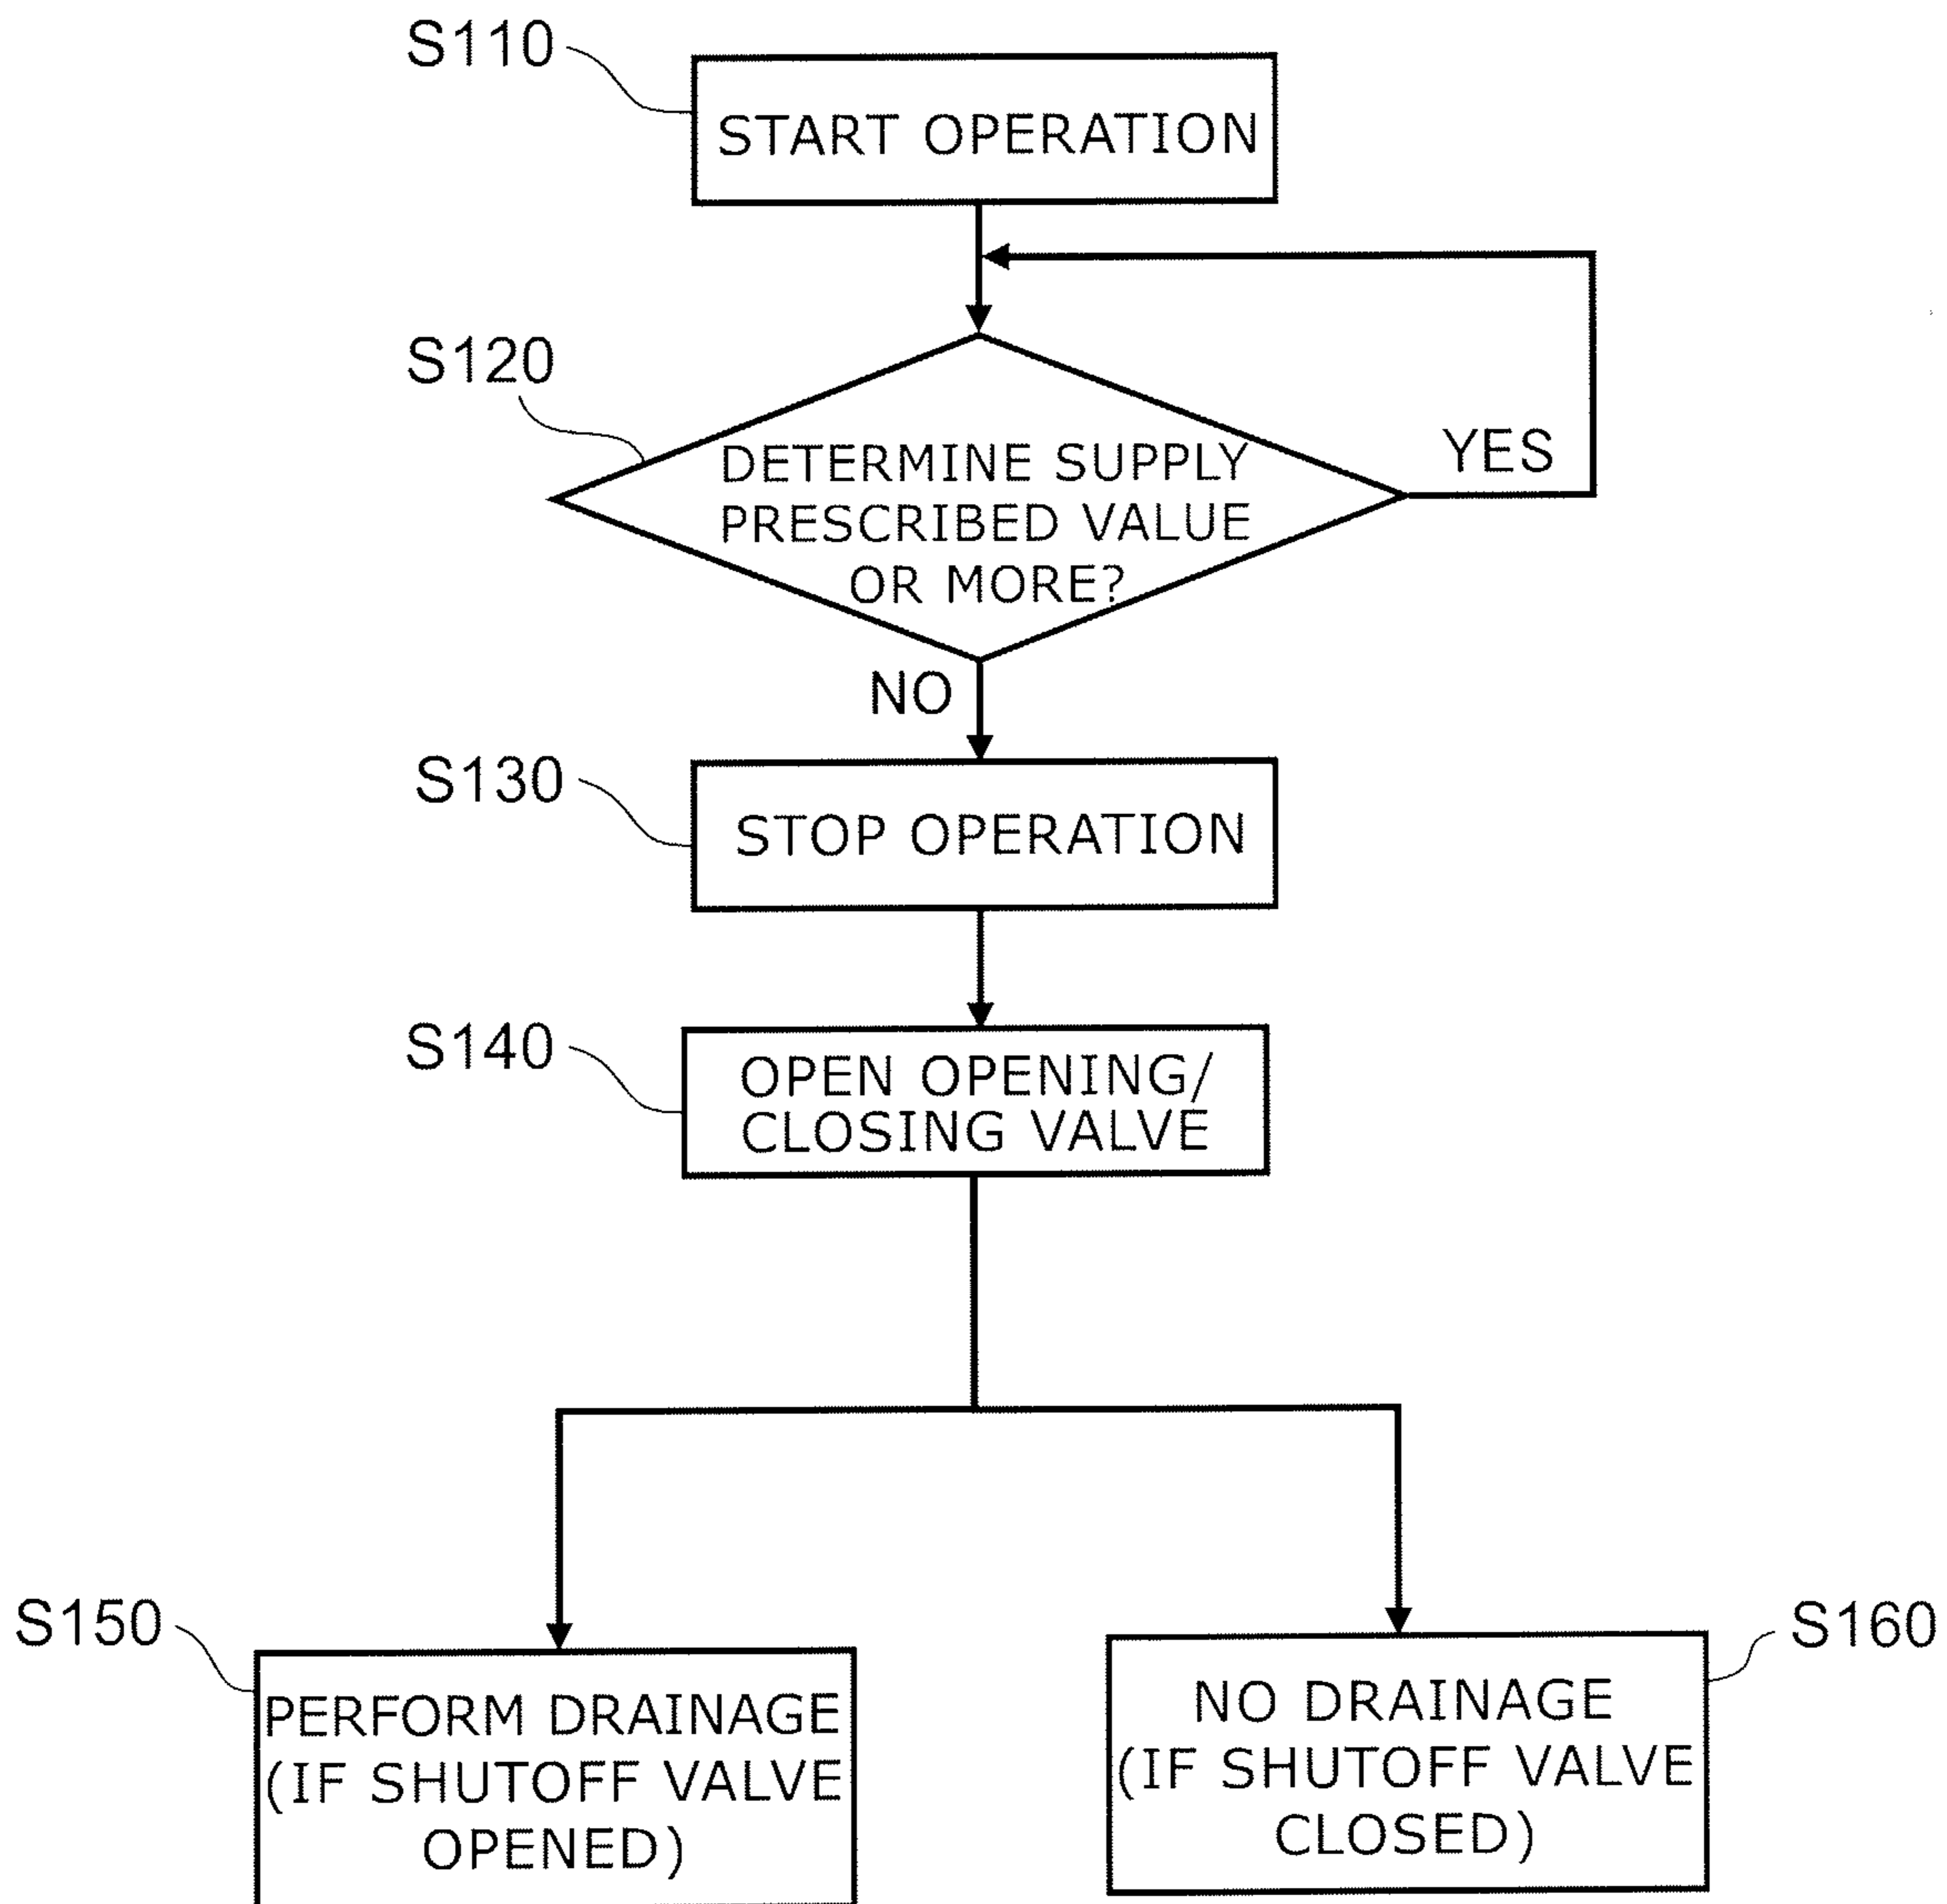 S110
START OPERATION
S120
DETERMINE SUPPLY
PRESCRIBED VALUE
OR MORE?
YES
NO
S130
STOP OPERATION
S140
OPEN OPENING/
CLOSING VALVE
S150
PERFORM DRAINAGE
(IF SHUTOFF VALVE
OPENED)
S160
NO DRAINAGE
(IF SHUTOFF VALVE
CLOSED)